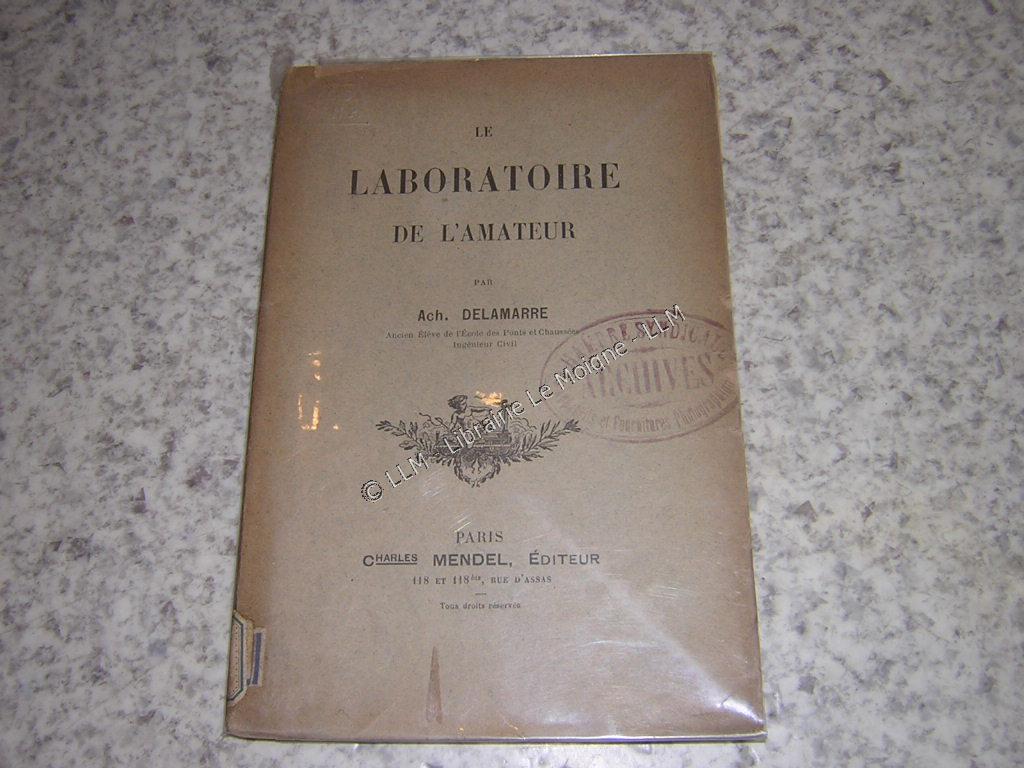 LE
LABORATOIRE
DE L'AMATEUR
PAR
Ach. DELAMARRE
Ancien Élève de l'École des Ponts et Chaussées
Ingénieur Civil
ARCHIVES
et Fournitures Photographiques
© LLM - Librairie Le Moigne - LLM
PARIS
CHARLES MENDEL, ÉDITEUR
118 ET 118bis, RUE D'ASSAS
Tous droits réservés